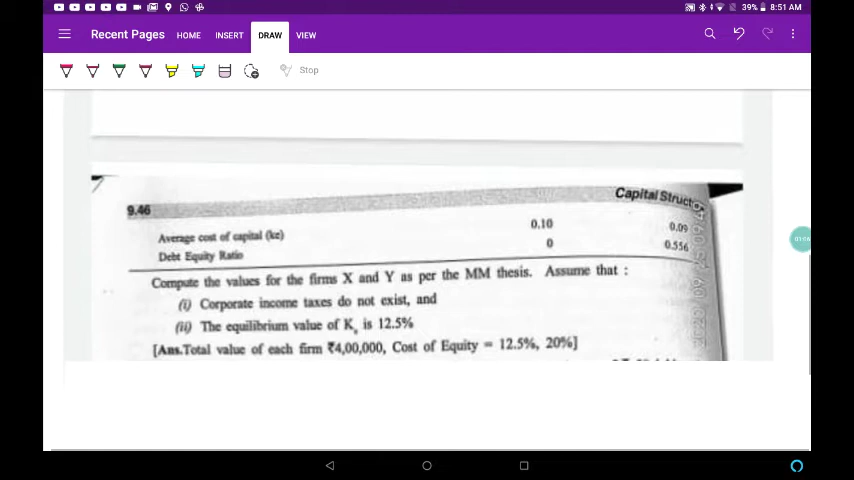 8:51 AM
39%
Recent Pages HOME INSERT DRAW VIEW
Stop
9.46
Capital Struct
Average cost of capital (ke) 0.10 0.09
Debt Equity Ratio 0 0.556
Compute the values for the firms X and Y as per the MM thesis. Assume that :
(i) Corporate income taxes do not exist, and
(ii) The equilibrium value of Ko is 12.5%
[Ans.Total value of each firm ₹4,00,000, Cost of Equity = 12.5%, 20%]